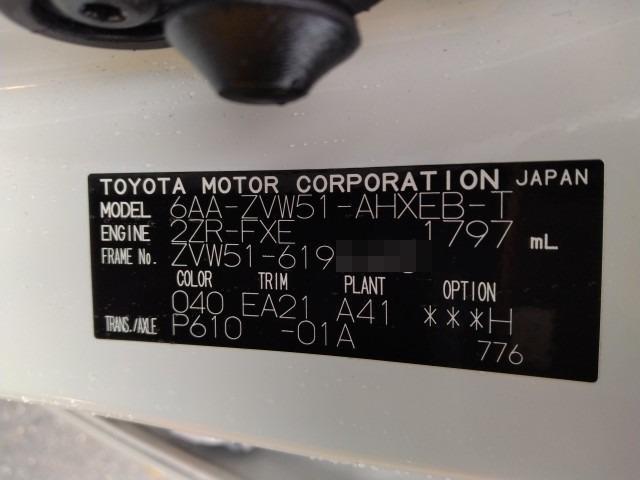 TOYOTA MOTOR CORPORATION JAPAN
MODEL 6AA-ZVW51-AHXEB-T
ENGINE 2ZR-FXE 1797 mL
FRAME No. ZVW51-619
COLOR TRIM PLANT OPTION
040 EA21 A41 ***H
TRANS./AXLE P610 -01A
776